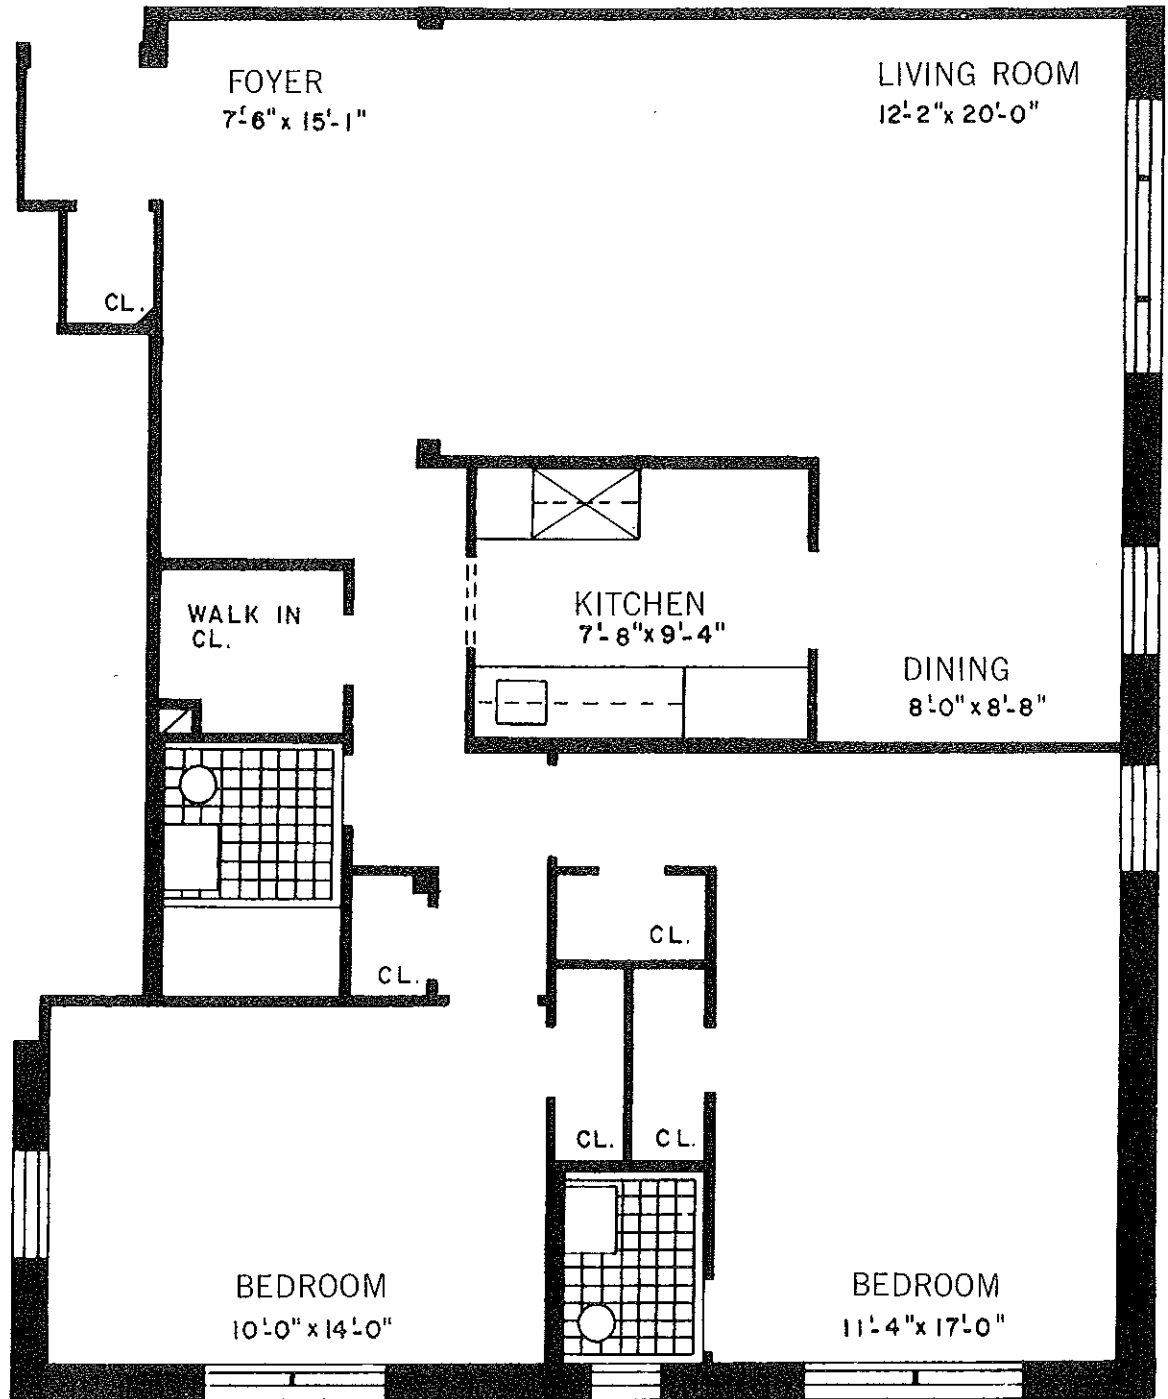 FOYER
7'-6" x 15'-1"
LIVING ROOM
12'-2" x 20'-0"
CL.
WALK IN
CL.
KITCHEN
7'-8" x 9'-4"
DINING
8'-0" x 8'-8"
CL.
CL.
CL.
CL.
BEDROOM
10'-0" x 14'-0"
BEDROOM
11'-4" x 17'-0"